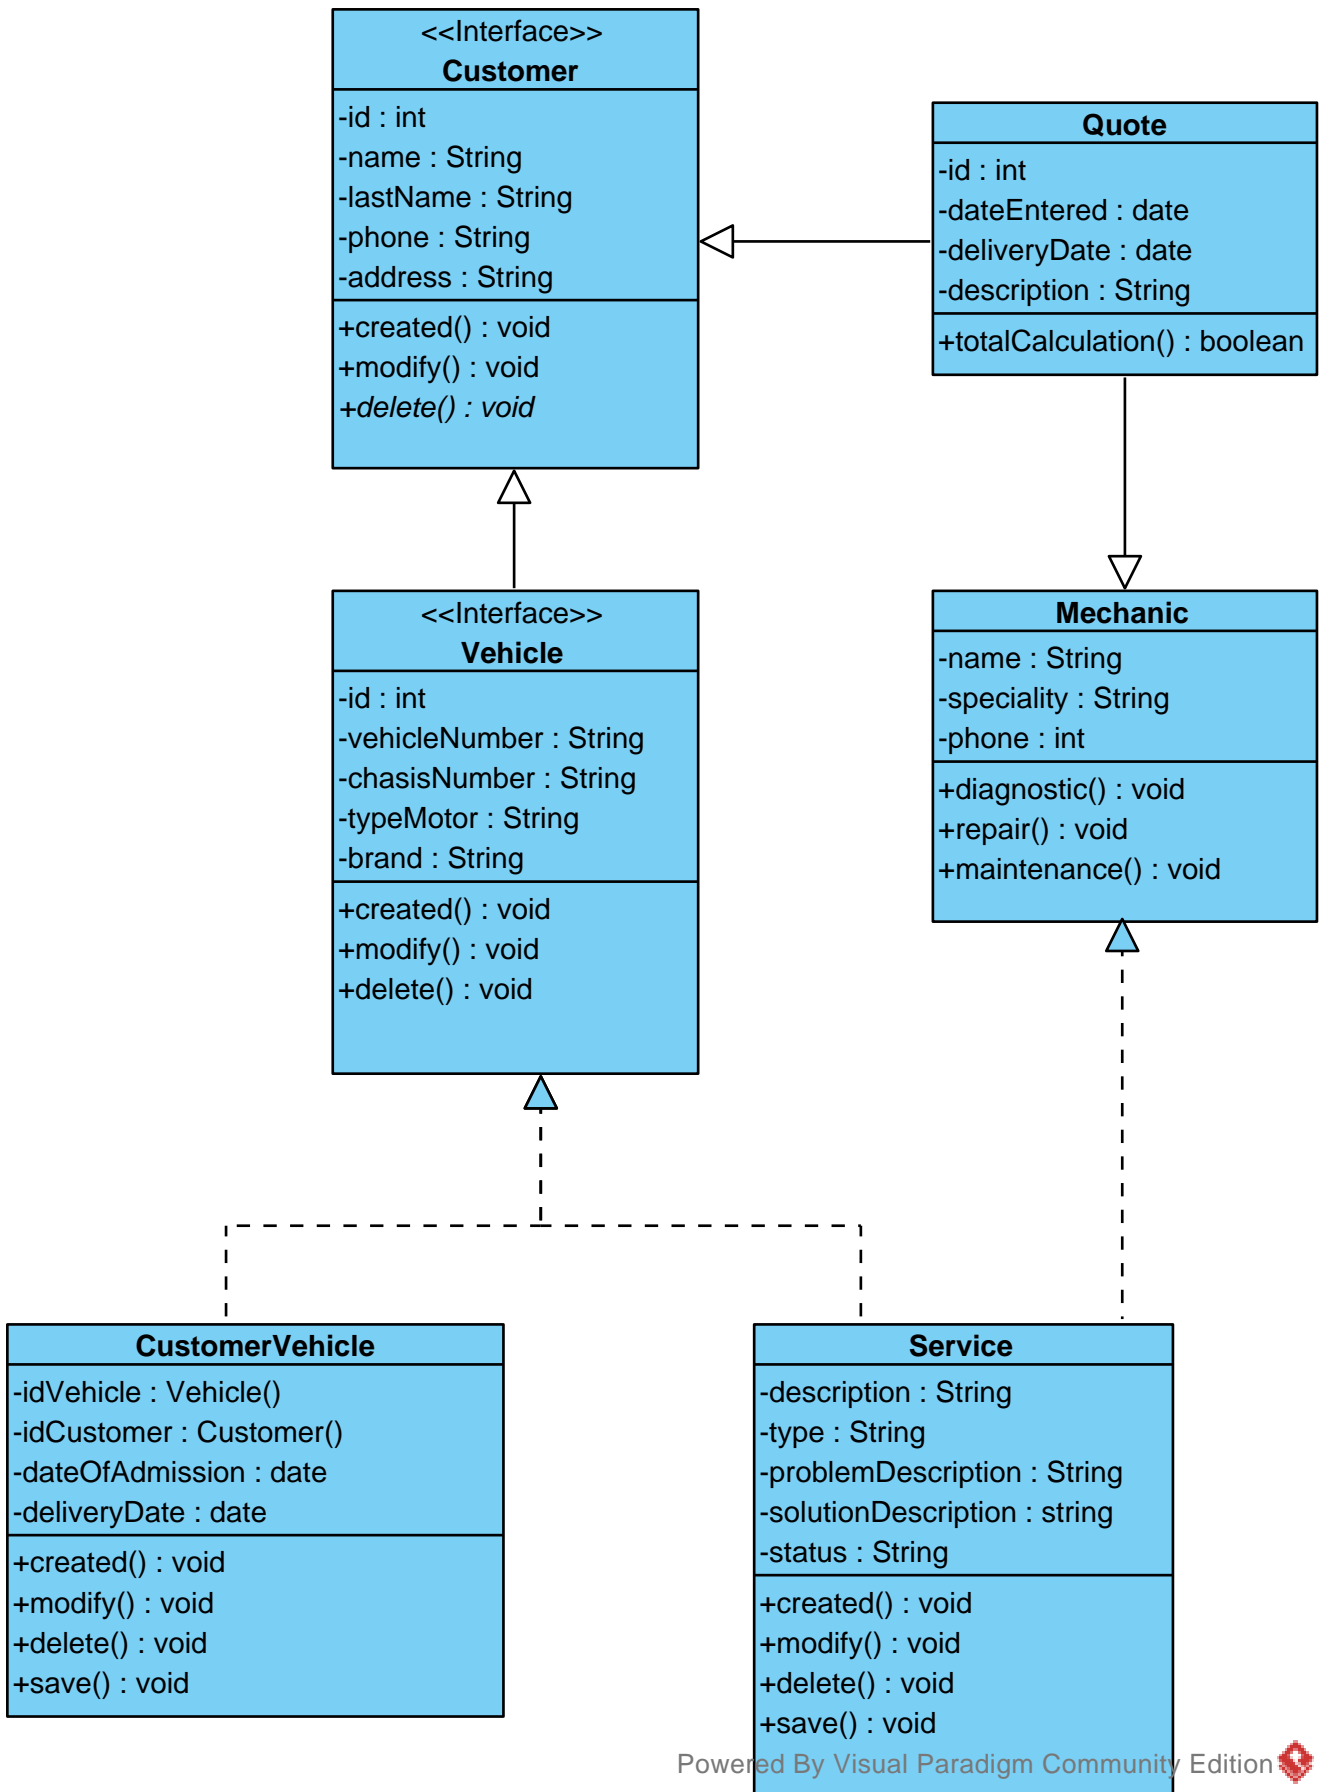 <<Interface>>
Customer
-id : int
-name : String
-lastName : String
-phone : String
-address : String
+created() : void
+modify() : void
+delete() : void
Quote
-id : int
-dateEntered : date
-deliveryDate : date
-description : String
+totalCalculation() : boolean
<<Interface>>
Vehicle
-id : int
-vehicleNumber : String
-chasisNumber : String
-typeMotor : String
-brand : String
+created() : void
+modify() : void
+delete() : void
Mechanic
-name : String
-speciality : String
-phone : int
+diagnostic() : void
+repair() : void
+maintenance() : void
CustomerVehicle
-idVehicle : Vehicle()
-idCustomer : Customer()
-dateOfAdmission : date
-deliveryDate : date
+created() : void
+modify() : void
+delete() : void
+save() : void
Service
-description : String
-type : String
-problemDescription : String
-solutionDescription : string
-status : String
+created() : void
+modify() : void
+delete() : void
+save() : void
Powered By Visual Paradigm Community Edition